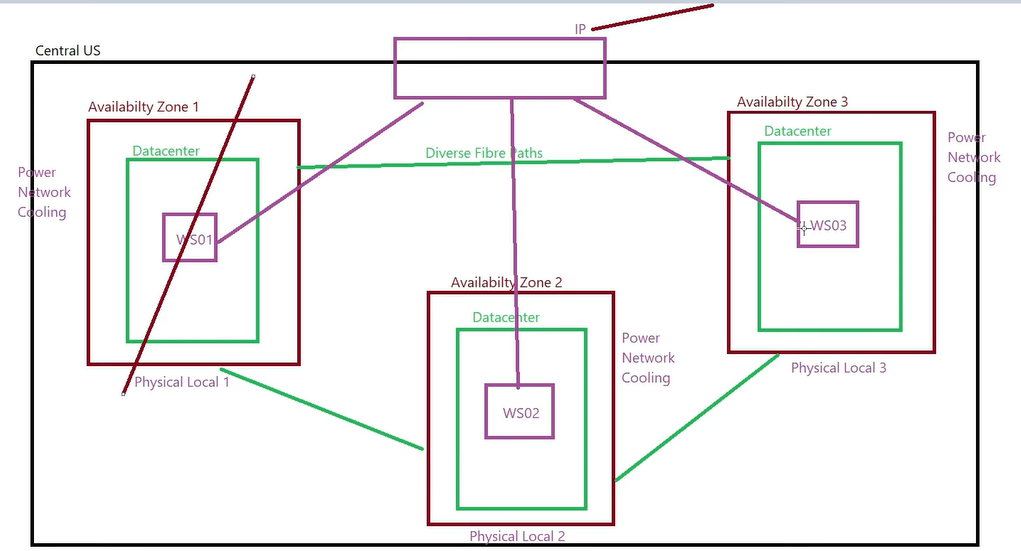 IP
Central US
Availabilty Zone 1
Availabilty Zone 3
Datacenter
Power
Network
Cooling
Datacenter
Diverse Fibre Paths
Power
Network
Cooling
WS01
WS03
Availabilty Zone 2
Datacenter
Power
Network
Cooling
Physical Local 1
Physical Local 3
WS02
Physical Local 2